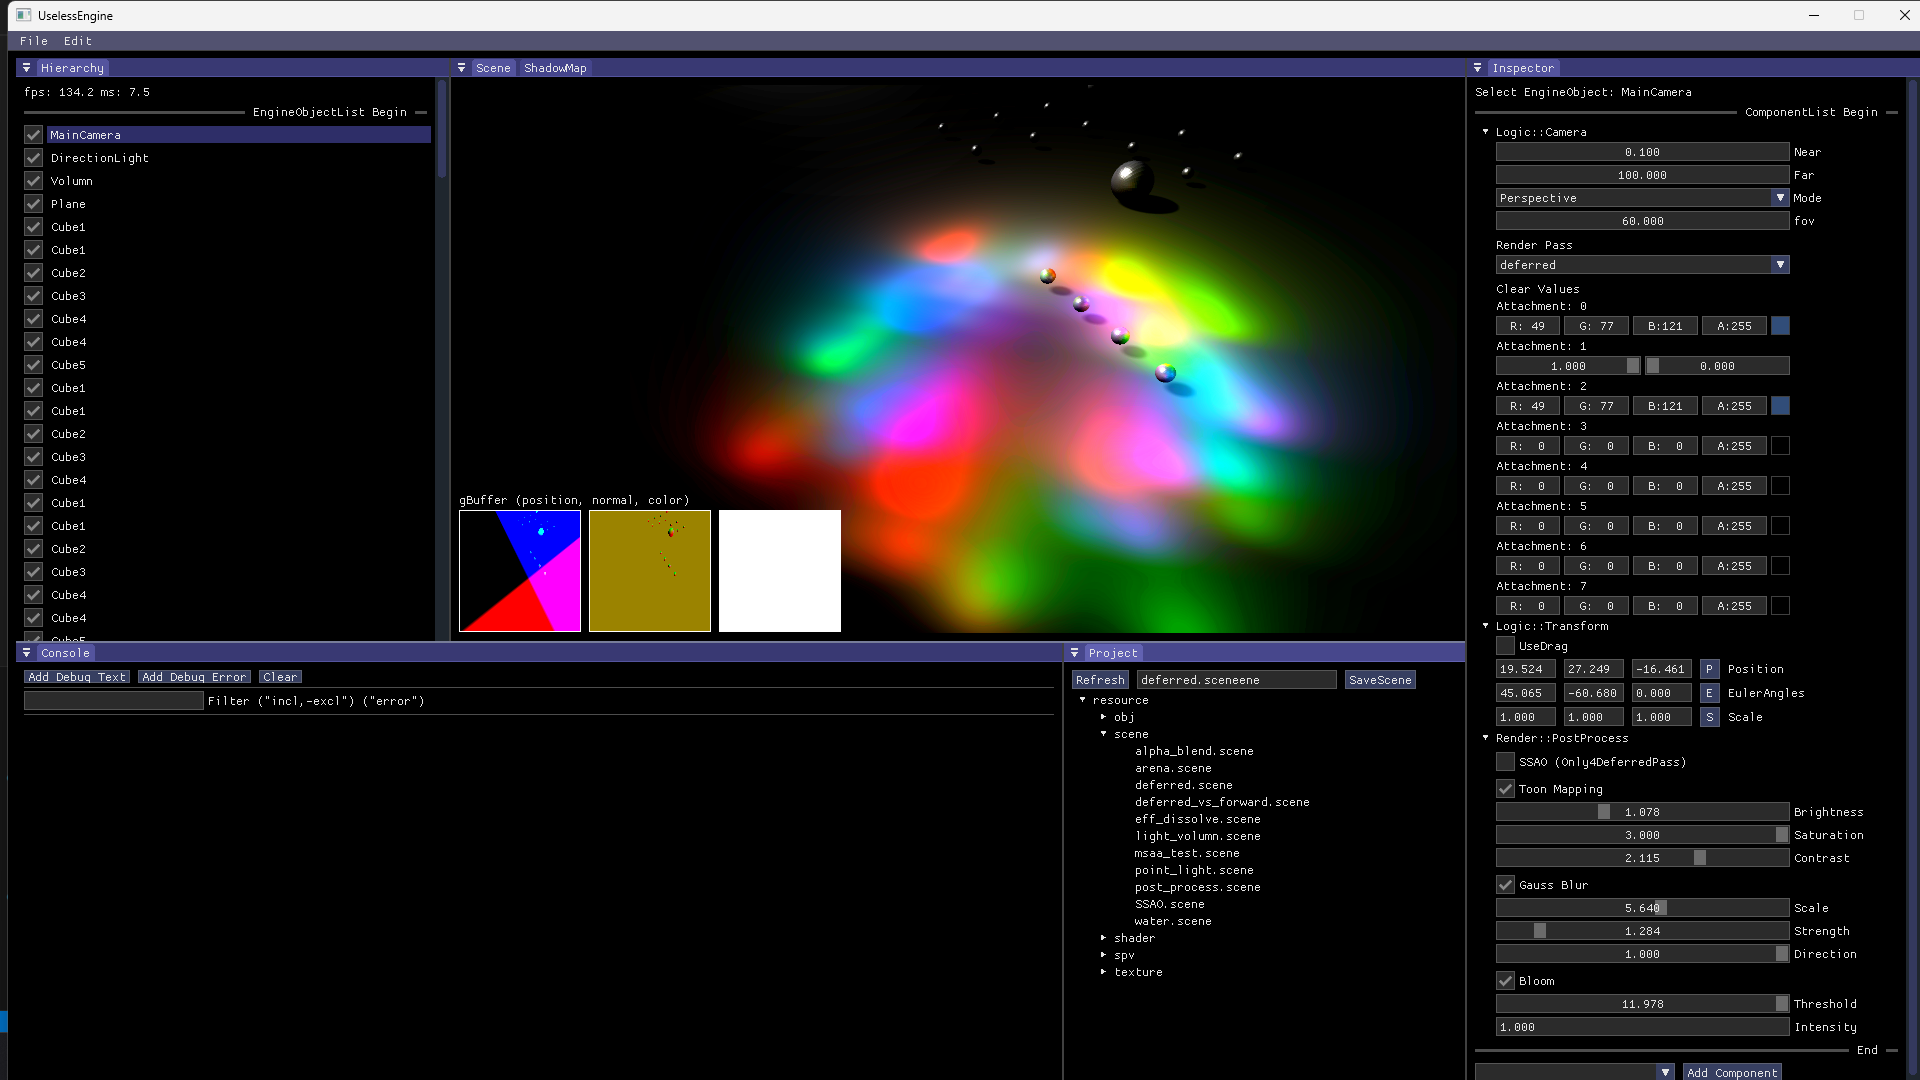 UselessEngine
File Edit
Hierarchy
fps: 134.2 ms: 7.5
EngineObjectList Begin
MainCamera
DirectionLight
Volumn
Plane
Cube1
Cube1
Cube2
Cube3
Cube4
Cube4
Cube5
Cube1
Cube1
Cube2
Cube3
Cube4
Cube1
Cube1
Cube2
Cube3
Cube4
Cube4
Cube5
Scene ShadowMap
gBuffer (position, normal, color)
Inspector
Select EngineObject: MainCamera
ComponentList Begin
Logic::Camera
0.100 Near
100.000 Far
Perspective Mode
60.000 fov
Render Pass
deferred
Clear Values
Attachment: 0
R: 49 G: 77 B:121 A:255
Attachment: 1
1.000 0.000
Attachment: 2
R: 49 G: 77 B:121 A:255
Attachment: 3
R: 0 G: 0 B: 0 A:255
Attachment: 4
R: 0 G: 0 B: 0 A:255
Attachment: 5
R: 0 G: 0 B: 0 A:255
Attachment: 6
R: 0 G: 0 B: 0 A:255
Attachment: 7
R: 0 G: 0 B: 0 A:255
Logic::Transform
UseDrag
19.524 27.249 -16.461 P Position
45.065 -60.680 0.000 E EulerAngles
1.000 1.000 1.000 S Scale
Render::PostProcess
SSAO (Only4DeferredPass)
Toon Mapping
1.078 Brightness
3.000 Saturation
2.115 Contrast
Gauss Blur
5.640 Scale
1.284 Strength
1.000 Direction
Bloom
11.978 Threshold
1.000 Intensity
End
Add Component
Console
Add Debug Text Add Debug Error Clear
Filter ("incl,-excl") ("error")
Project
Refresh deferred.sceneene SaveScene
resource
obj
scene
alpha_blend.scene
arena.scene
deferred.scene
deferred_vs_forward.scene
eff_dissolve.scene
light_volumn.scene
msaa_test.scene
point_light.scene
post_process.scene
SSAO.scene
water.scene
shader
spv
texture